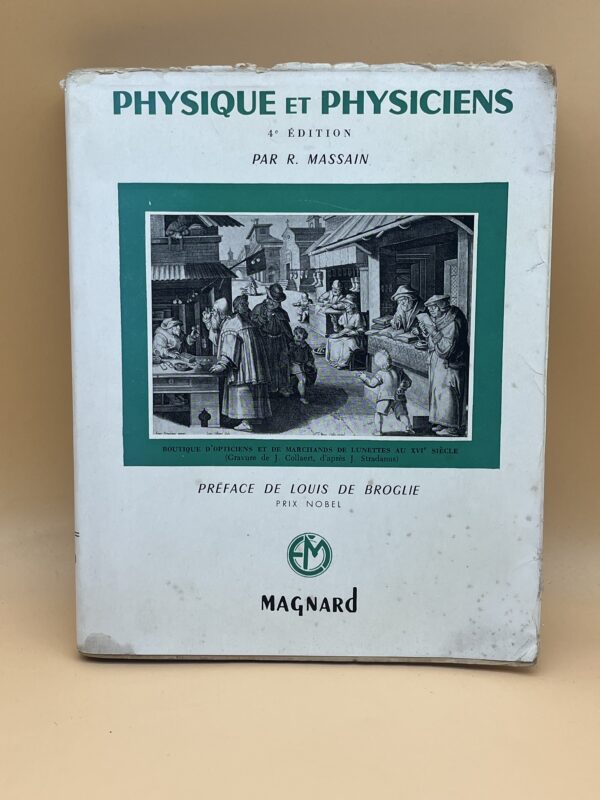 PHYSIQUE ET PHYSICIENS
4e ÉDITION
PAR R. MASSAIN
BOUTIQUE D'OPTICIENS ET DE MARCHANDS DE LUNETTES AU XVIe SIÈCLE
(Gravure de J. Collaert, d'après J. Stradanus)
PRÉFACE DE LOUIS DE BROGLIE
PRIX NOBEL
EM
MAGNARD